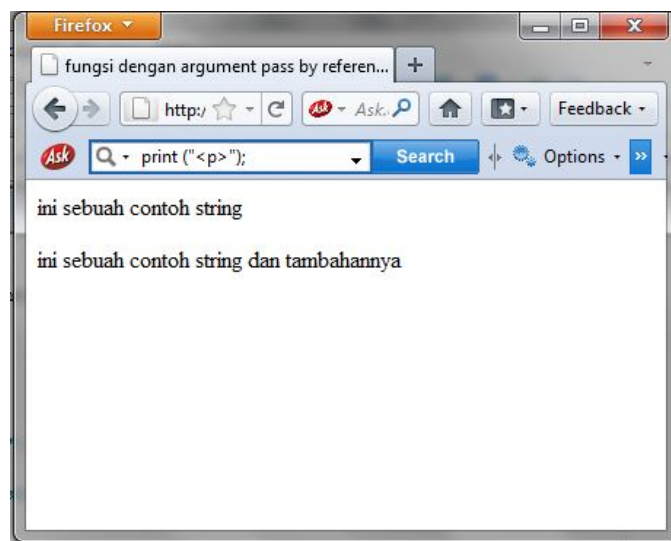 Firefox
fungsi dengan argument pass by referen... +
http:/ Ask. Feedback
Ask print ("<p>"); Search Options »
ini sebuah contoh string
ini sebuah contoh string dan tambahannya